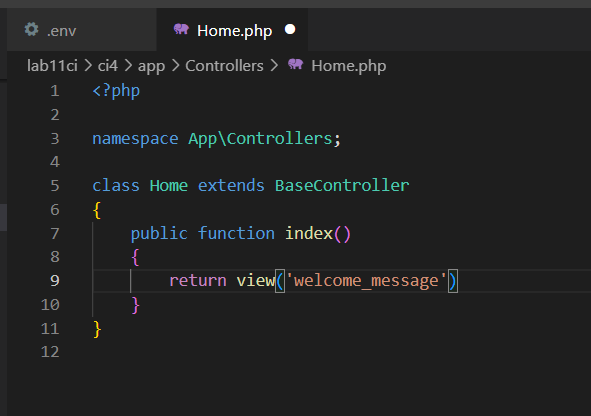 .env Home.php
lab11ci > ci4 > app > Controllers > Home.php
1 <?php
2
3 namespace App\Controllers;
4
5 class Home extends BaseController
6 {
7     public function index()
8     {
9         return view('welcome_message')
10     }
11 }
12